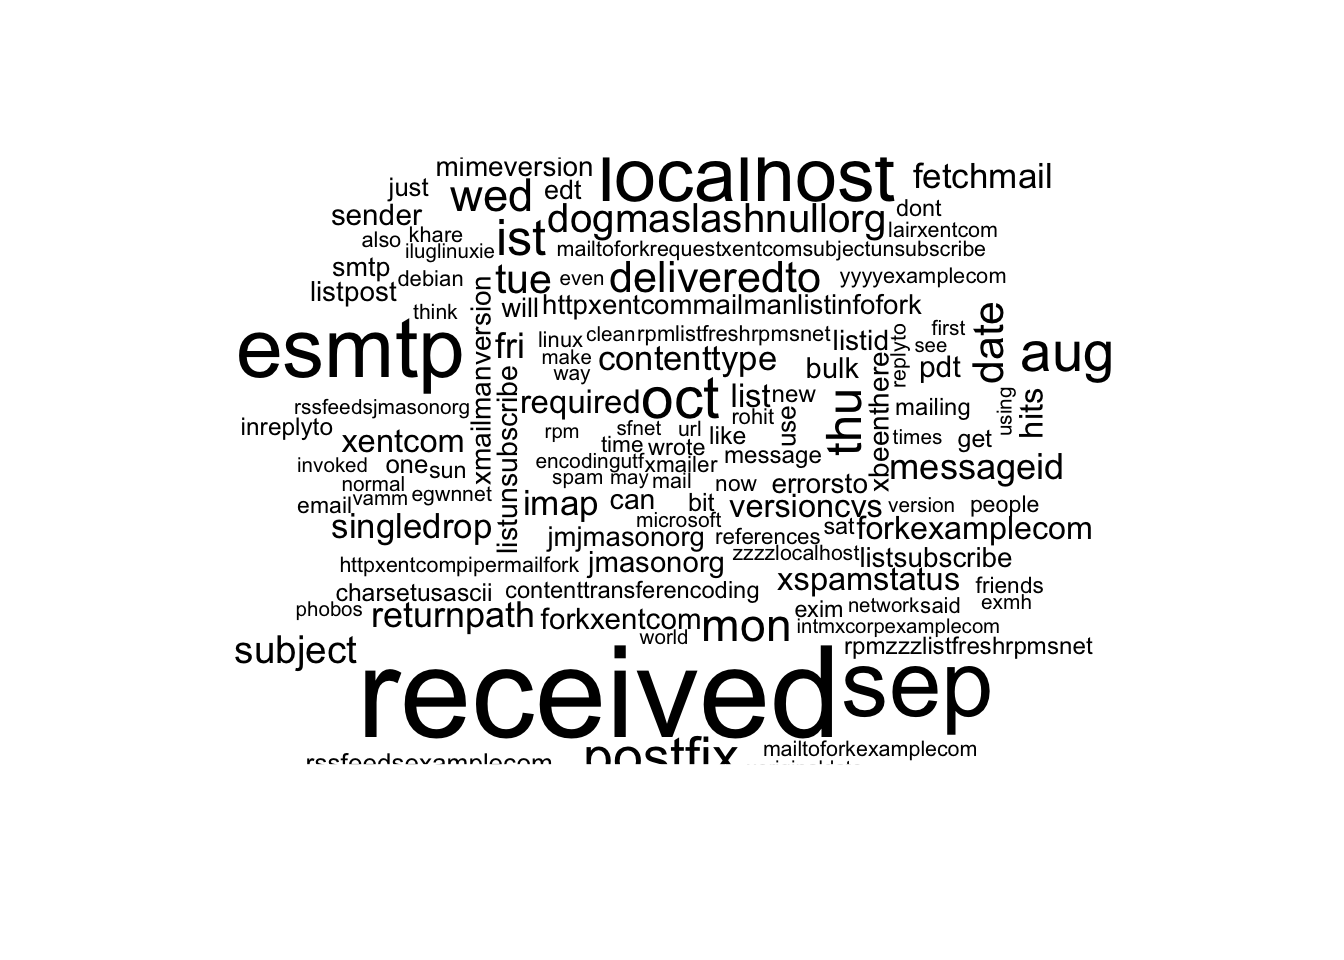 mimeversion localhost fetchmail
just wed edt
sender dogmaslashnullorg dont
also khare ist lairxentcom
iluglinuxie mailtoforkrequestxentcomsubjectunsubscribe
smtp debian tue even deliveredto yyyyexamplecom
listpost
think will httpxentcommailmanlistinfofork
xmailmanversion
date
esmtp fri linux clean rpmlistfreshrpmsnet listid first
make contenttype see aug
way bulk replyto pdt
listunsubscribe
rssfeedsjmasonorg required oct list new thu mailing using hits
inreplyto rohit use xbeenthere
xentcom rpm sfnet url like times get
time wrote
invoked one sun encodingutf xmailer message messageid
normal spam may mail now errorsto
email vamm egwnnet imap can bit versioncvs version people
microsoft
singledrop jmjmasonorg references sat forkexamplecom
zzzzlocalhost listsubscribe
httpxentcompipermailfork jmasonorg
xspamstatus friends
charsetusascii contenttransferencoding
phobos returnpath forkxentcom exim network said exmh
world mon intmxcorpexamplecom
subject rpmzzzlistfreshrpmsnet
received sep
rssfeedsexamplecom postfix mailtoforkexamplecom